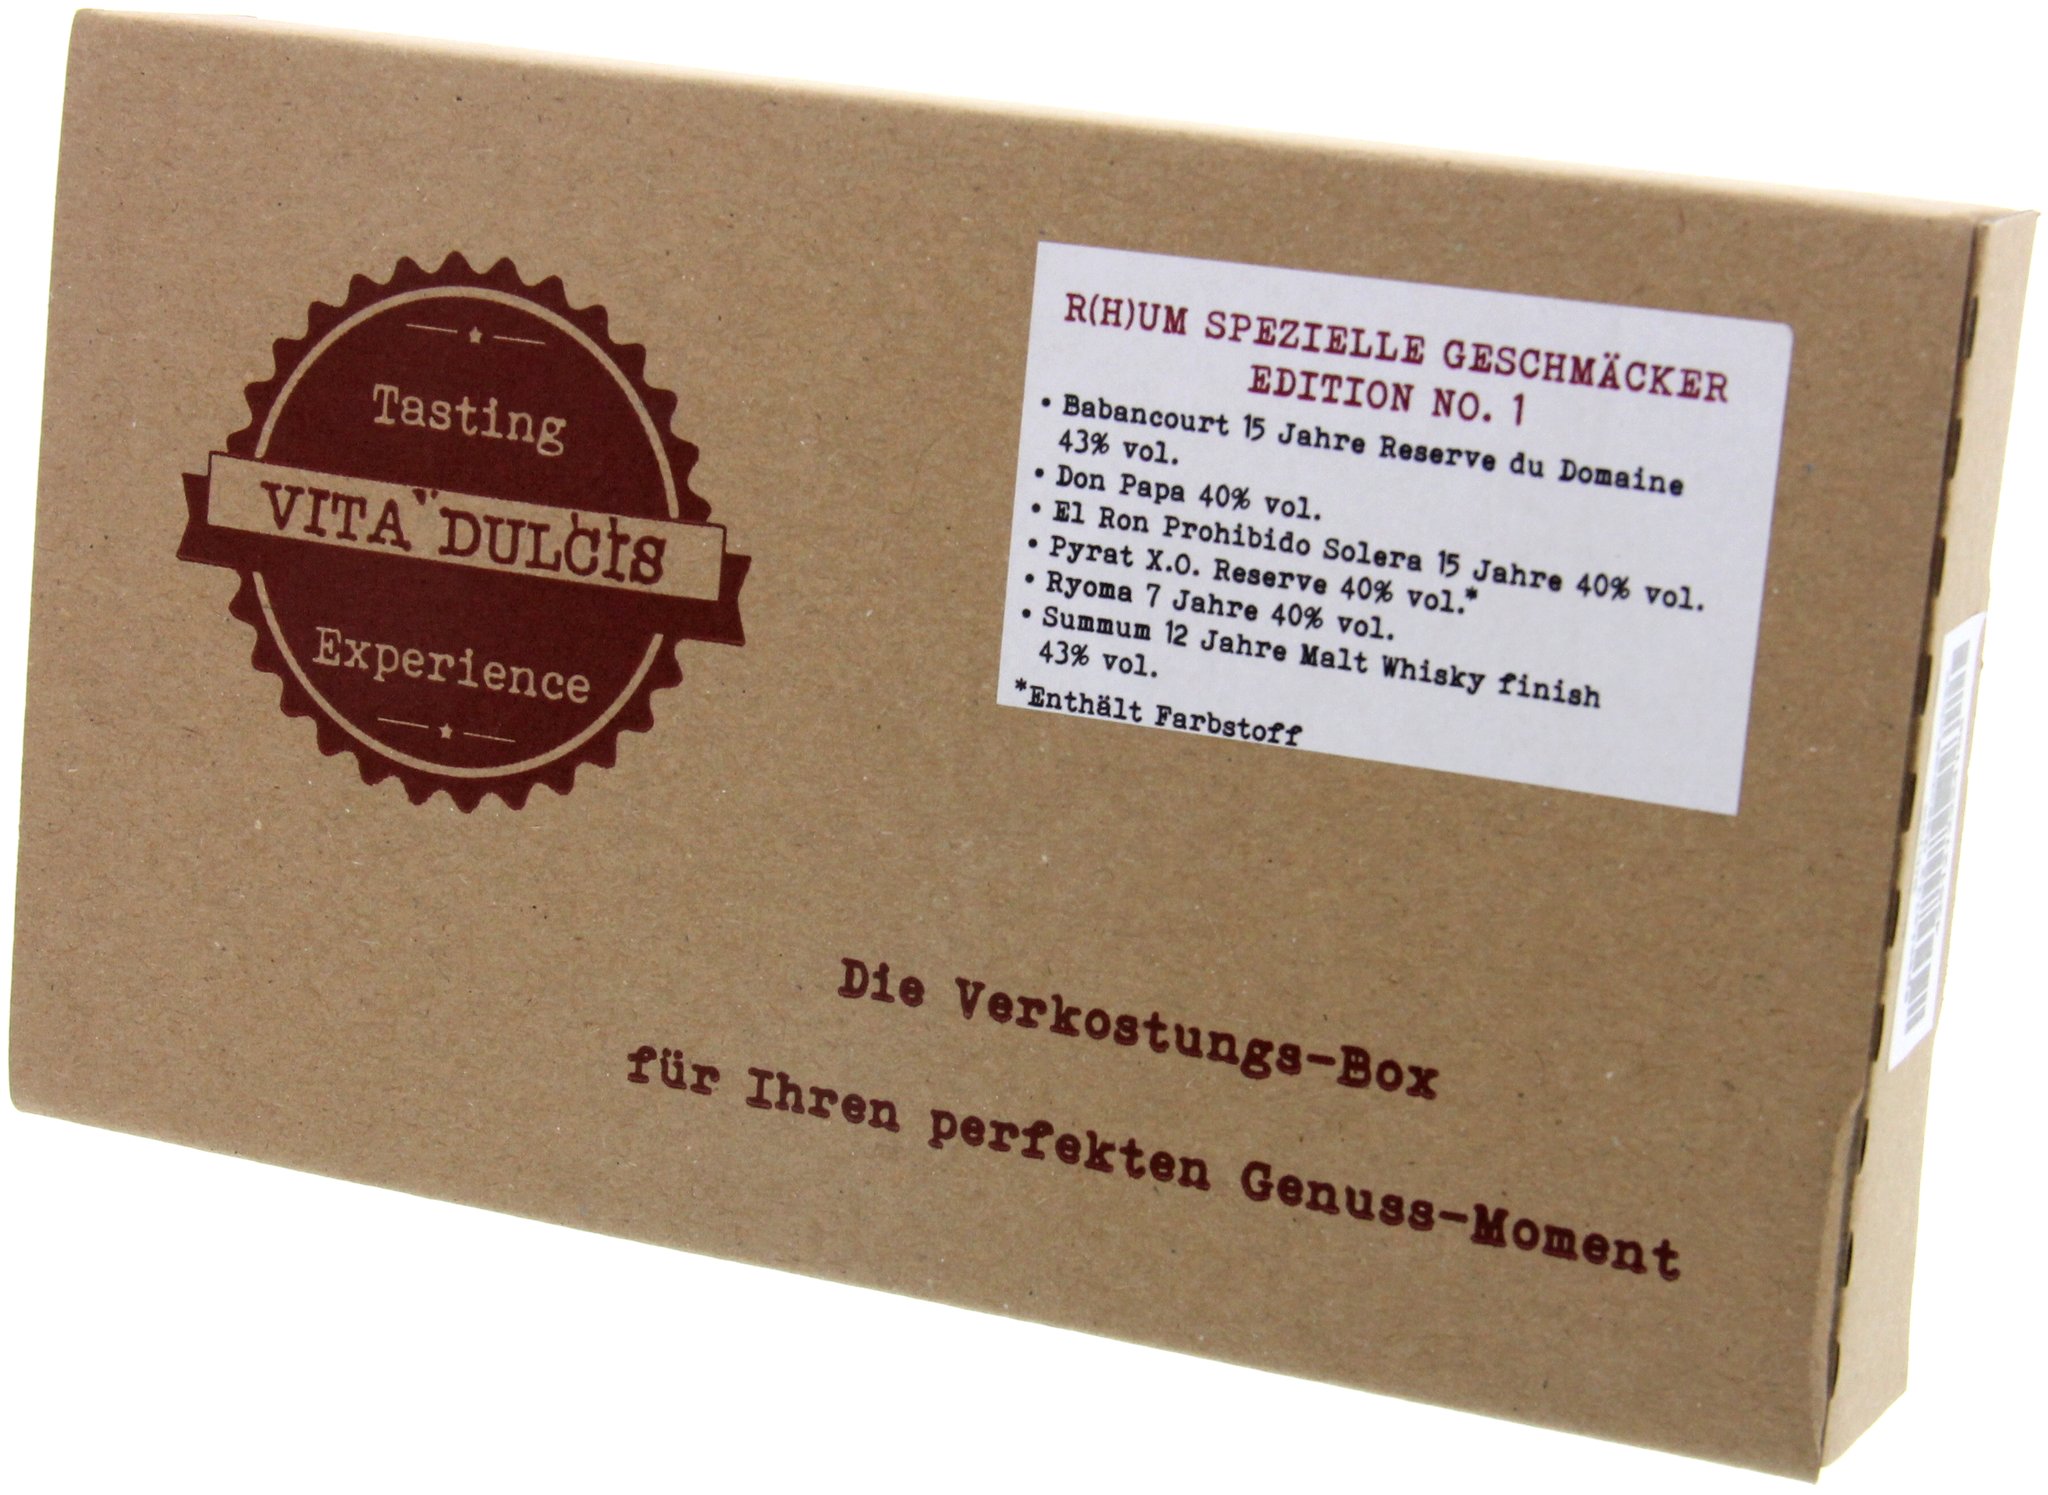 Tasting
VITA DULCIS
Experience
R(H)UM SPEZIELLE GESCHMÄCKER
EDITION NO. 1
• Babancourt 15 Jahre Reserve du Domaine
43% vol.
• Don Papa 40% vol.
• El Ron Prohibido Solera 15 Jahre 40% vol.
• Pyrat X.O. Reserve 40% vol.*
• Ryoma 7 Jahre 40% vol.
• Summum 12 Jahre Malt Whisky finish
43% vol.
*Enthält Farbstoff
Die Verkostungs-Box
für Ihren perfekten Genuss-Moment